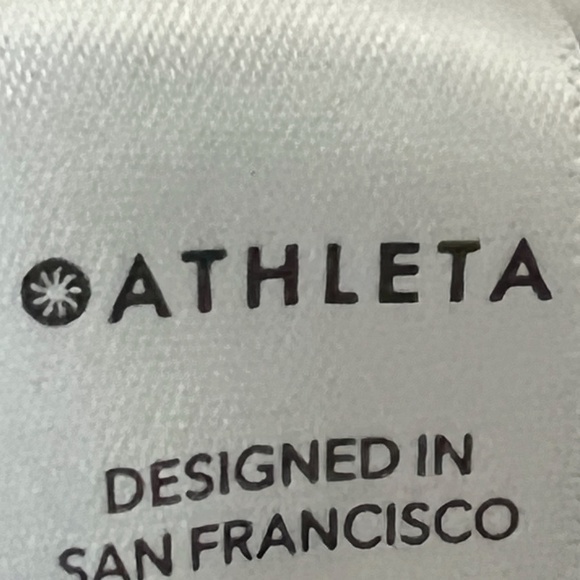 ATHLETA
DESIGNED IN
SAN FRANCISCO